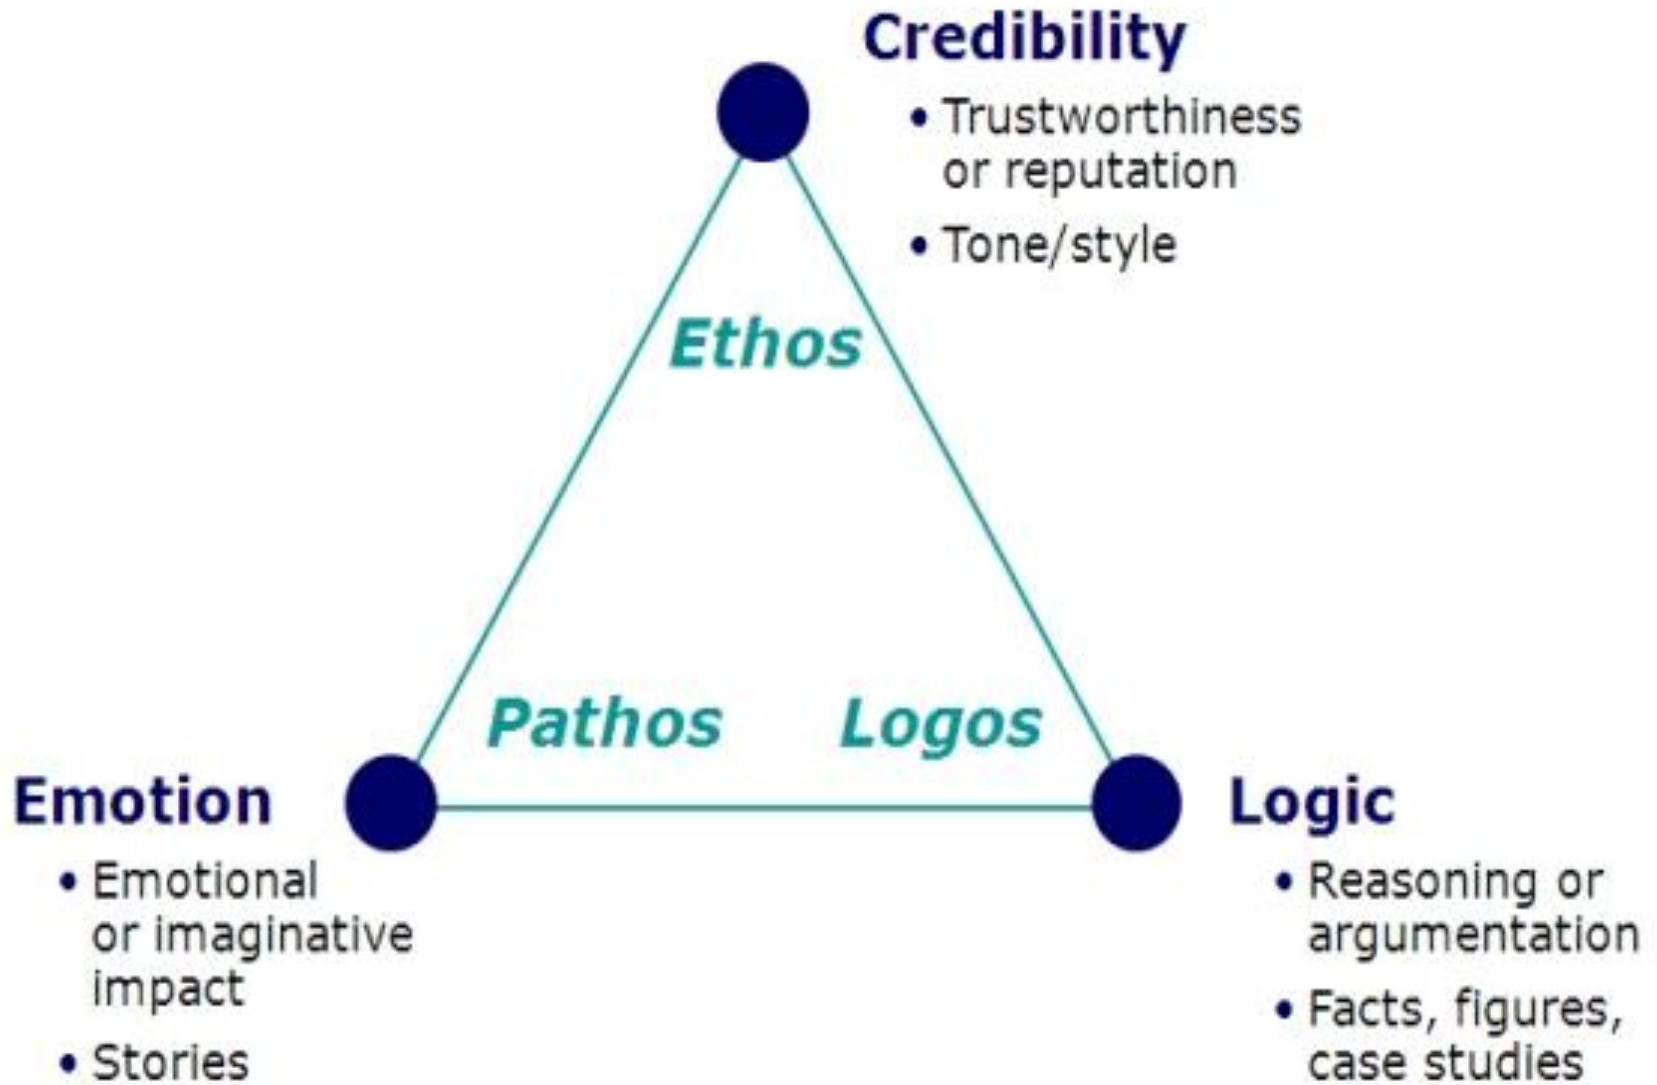 Credibility
• Trustworthiness
or reputation
• Tone/style
Ethos
Pathos
Logos
Emotion
• Emotional
or imaginative
impact
• Stories
Logic
• Reasoning or
argumentation
• Facts, figures,
case studies